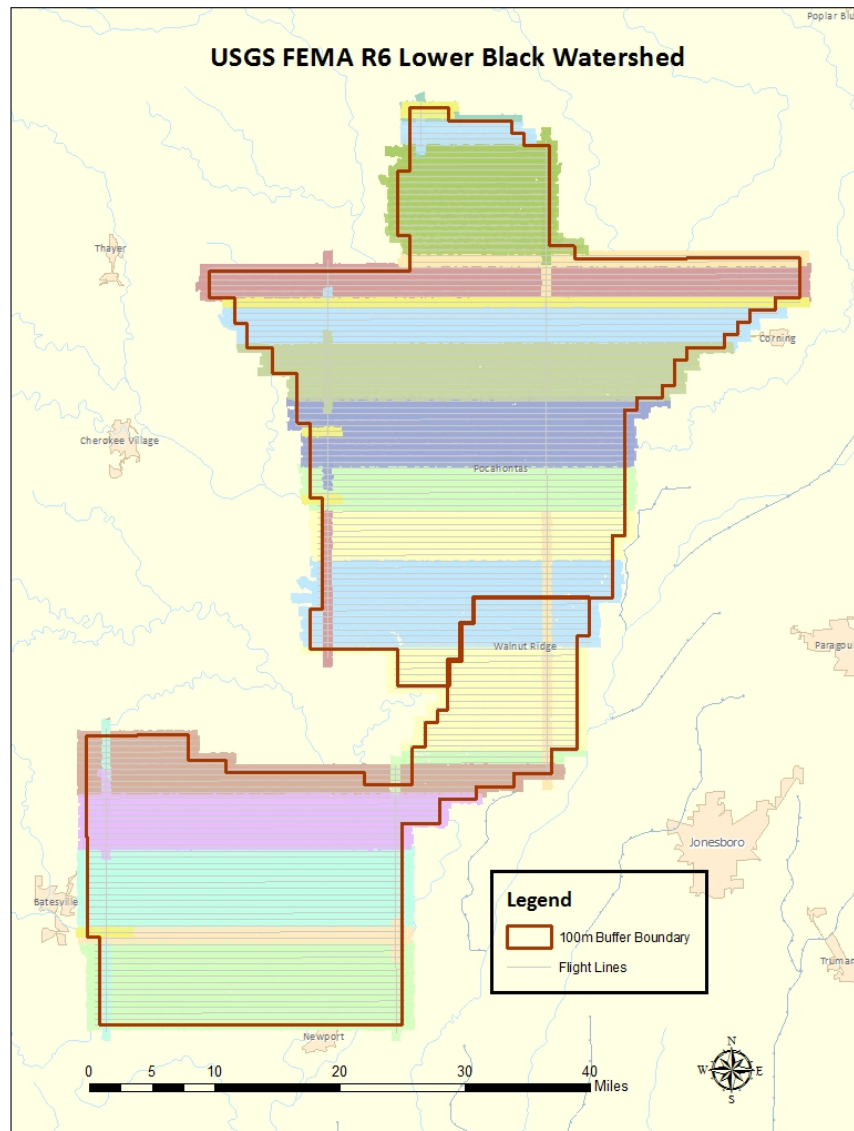 Poplar Blu
USGS FEMA R6 Lower Black Watershed
Thayer
Corning
Cherokee Village
Pocahontas
Walnut Ridge
Paragou
Jonesboro
Batesville
Legend
100m Buffer Boundary
Flight Lines
Truman
Newport
N
W E
S
0 5 10 20 30 40
Miles